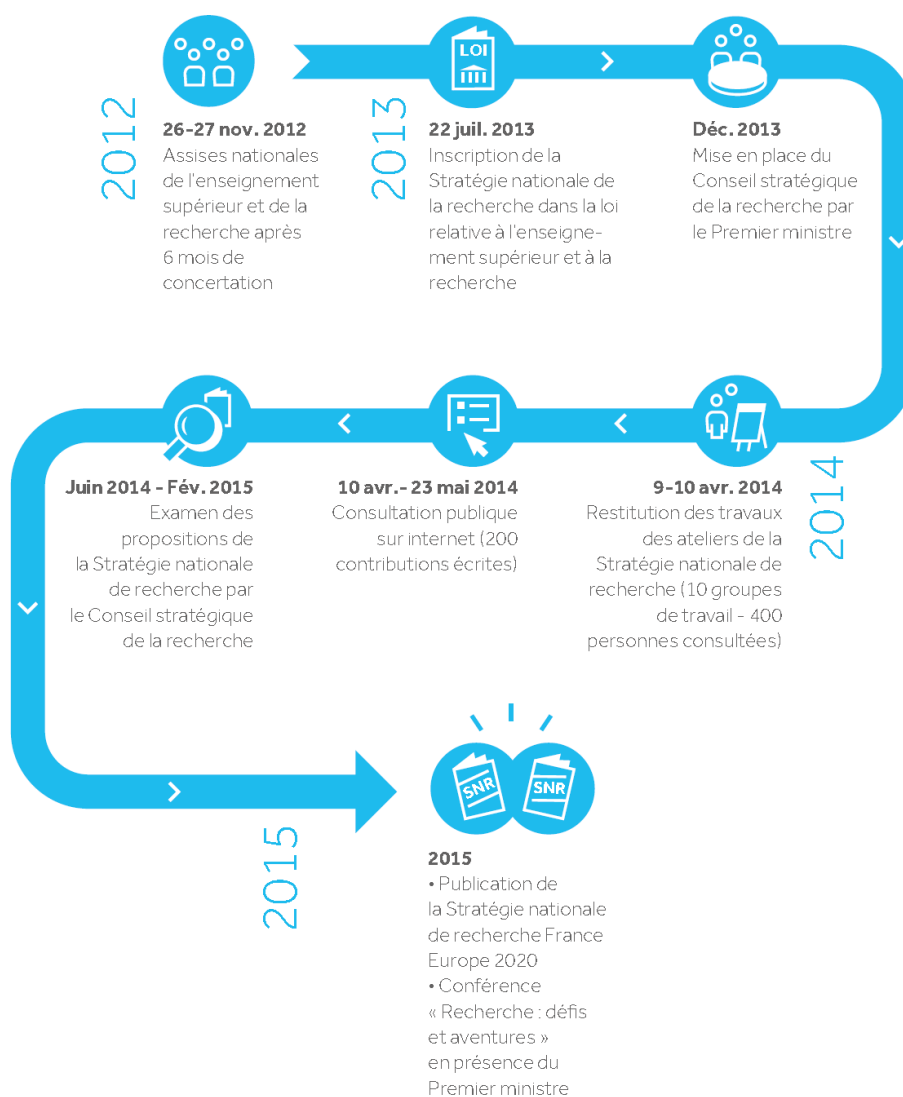 2012
26-27 nov. 2012
Assises nationales
de l'enseignement
supérieur et de la
recherche après
6 mois de
concertation
2013
LOI
22 juil. 2013
Inscription de la
Stratégie nationale de
la recherche dans la loi
relative à l'enseigne-
ment supérieur et à la
recherche
Déc. 2013
Mise en place du
Conseil stratégique
de la recherche par
le Premier ministre
2014
9-10 avr. 2014
Restitution des travaux
des ateliers de la
Stratégie nationale de
recherche (10 groupes
de travail - 400
personnes consultées)
10 avr.- 23 mai 2014
Consultation publique
sur internet (200
contributions écrites)
Juin 2014 - Fév. 2015
Examen des
propositions de
la Stratégie nationale
de recherche par
le Conseil stratégique
de la recherche
2015
SNR
SNR
2015
• Publication de
la Stratégie nationale
de recherche France
Europe 2020
• Conférence
« Recherche : défis
et aventures »
en présence du
Premier ministre